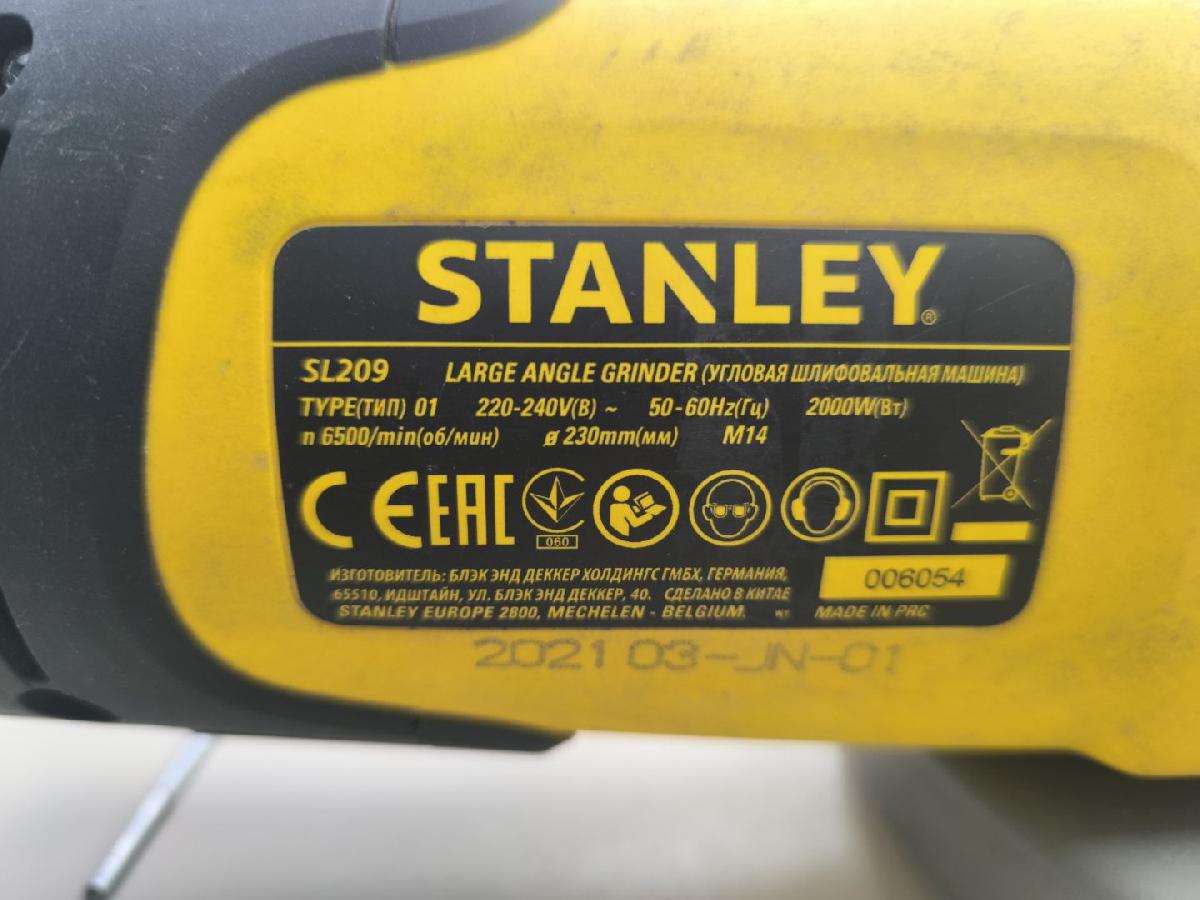 STANLEY®
SL209 LARGE ANGLE GRINDER (УГЛОВАЯ ШЛИФОВАЛЬНАЯ МАШИНА)
TYPE(ТИП) 01 220-240V(В) ~ 50-60Hz(Гц) 2000W(Вт)
n 6500/min(об/мин) ø 230mm(мм) M14
CE EAC
060
ИЗГОТОВИТЕЛЬ: БЛЭК ЭНД ДЕККЕР ХОЛДИНГС ГМБХ, ГЕРМАНИЯ,
65510, ИДШТАЙН, УЛ. БЛЭК ЭНД ДЕККЕР, 40. СДЕЛАНО В КИТАЕ
STANLEY EUROPE 2800, MECHELEN - BELGIUM.
006054
MADE IN PRC
2021 03-JN-01